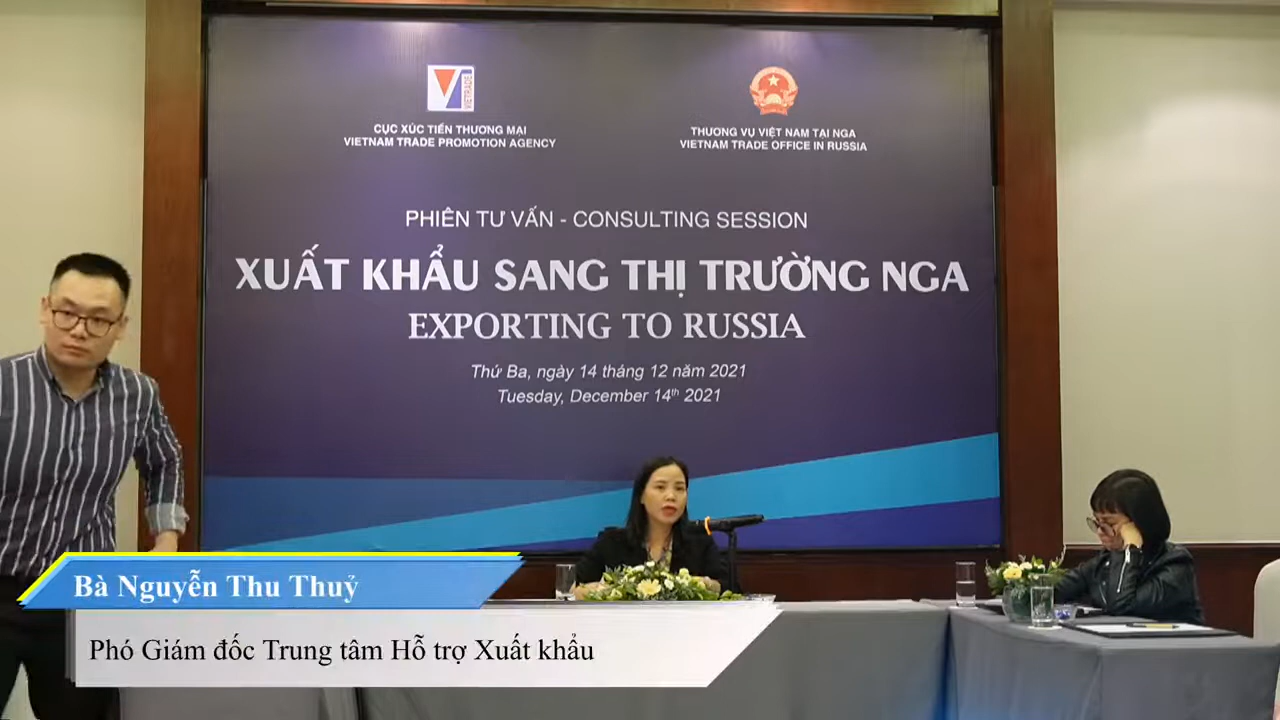 VIETRADE
CỤC XÚC TIẾN THƯƠNG MẠI
VIETNAM TRADE PROMOTION AGENCY
THƯƠNG VỤ VIỆT NAM TẠI NGA
VIETNAM TRADE OFFICE IN RUSSIA
PHIÊN TƯ VẤN - CONSULTING SESSION
XUẤT KHẨU SANG THỊ TRƯỜNG NGA
EXPORTING TO RUSSIA
Thứ Ba, ngày 14 tháng 12 năm 2021
Tuesday, December 14th 2021
Bà Nguyễn Thu Thuỷ
Phó Giám đốc Trung tâm Hỗ trợ Xuất khẩu